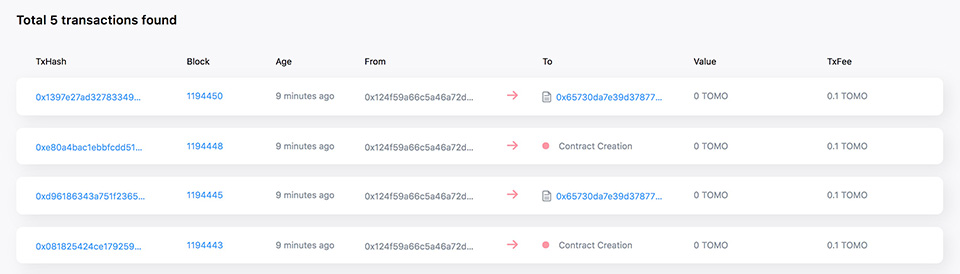 Total 5 transactions found
TxHash Block Age From To Value TxFee
0x1397e27ad32783349... 1194450 9 minutes ago 0x124f59a66c5a46a72d... 0x65730da7e39d37877... 0 TOMO 0.1 TOMO
0xe80a4bac1ebbfcdd51... 1194448 9 minutes ago 0x124f59a66c5a46a72d... Contract Creation 0 TOMO 0.1 TOMO
0xd96186343a751f2365... 1194445 9 minutes ago 0x124f59a66c5a46a72d... 0x65730da7e39d37877... 0 TOMO 0.1 TOMO
0x081825424ce179259... 1194443 9 minutes ago 0x124f59a66c5a46a72d... Contract Creation 0 TOMO 0.1 TOMO